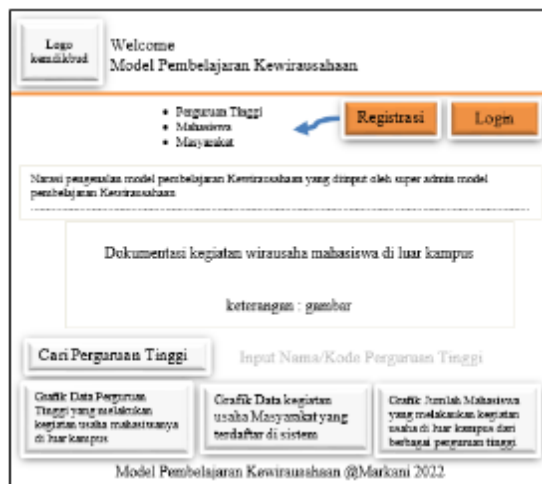 Logo
kemdikbud
Welcome
Model Pembelajaran Kewirausahaan
• Perguruan Tinggi
• Mahasiswa
• Masyarakat
Registrasi
Login
Narasi pengenalan model pembelajaran Kewirausahaan yang diinput oleh super admin model
pembelajaran Kewirausahaan
Dokumentasi kegiatan wirausaha mahasiswa di luar kampus
keterangan : gambar
Cari Perguruan Tinggi
Input Nama/Kode Perguruan Tinggi
Grafik Data Perguruan
Tinggi yang melakukan
kegiatan usaha mahasiswanya
di luar kampus
Grafik Data kegiatan
usaha Masyarakat yang
terdaftar di sistem
Grafik Jumlah Mahasiswa
yang melakukan kegiatan
usaha di luar kampus dari
berbagai perguruan tinggi
Model Pembelajaran Kewirausahaan @Markani 2022